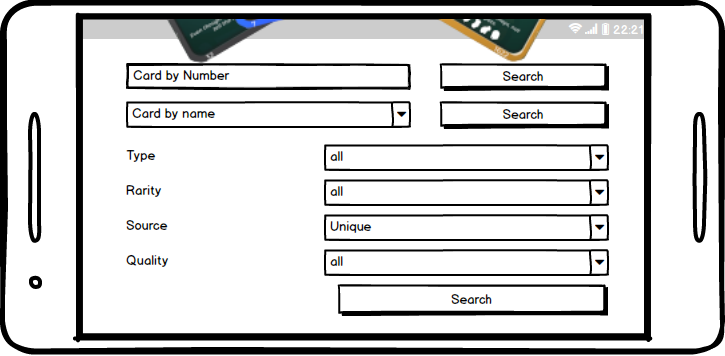 22:21
Card by Number
Search
Card by name
Search
Type
all
Rarity
all
Source
Unique
Quality
all
Search